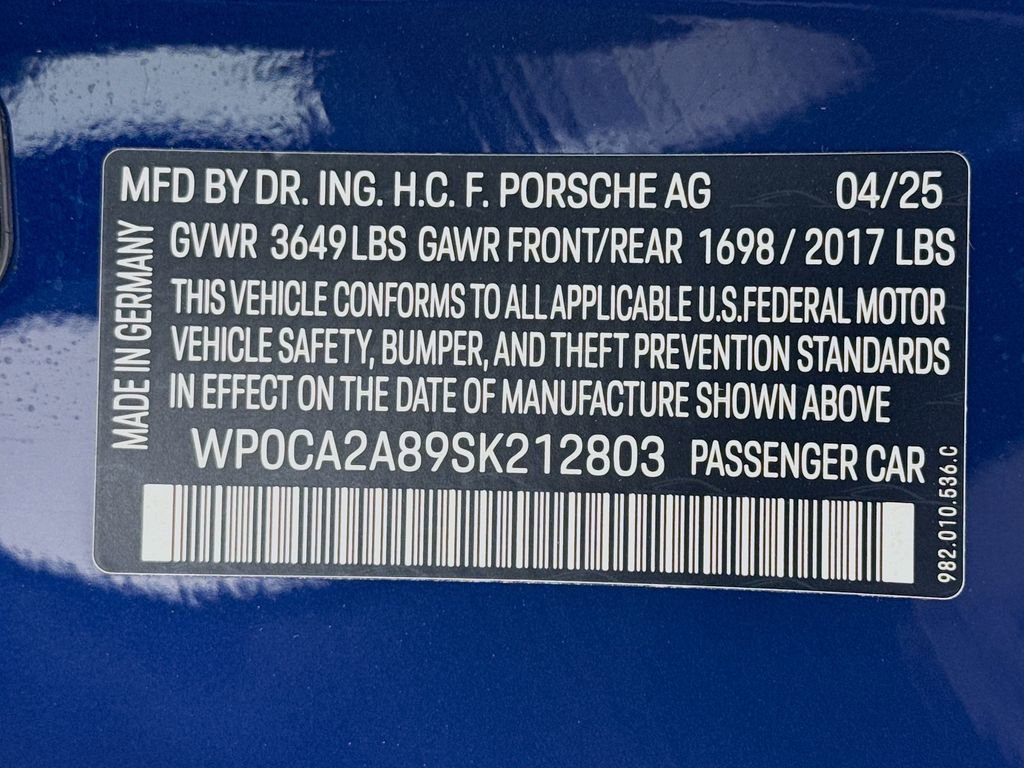 MFD BY DR. ING. H.C. F. PORSCHE AG 04/25
GVWR 3649 LBS GAWR FRONT/REAR 1698 / 2017 LBS
THIS VEHICLE CONFORMS TO ALL APPLICABLE U.S.FEDERAL MOTOR
VEHICLE SAFETY, BUMPER, AND THEFT PREVENTION STANDARDS
IN EFFECT ON THE DATE OF MANUFACTURE SHOWN ABOVE
WP0CA2A89SK212803 PASSENGER CAR
MADE IN GERMANY
982.010.536.C